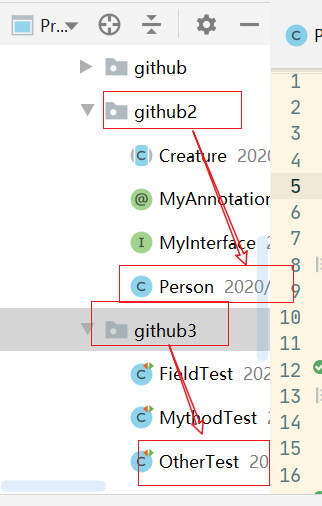 Pr...
P
github
github2
Creature 2020
@ MyAnnotation
I MyInterface 2
C Person 2020/
github3
C FieldTest 202
C MythodTest 2
C OtherTest 20
1
2
3
4
5
6
7
8
9
10
11
12
13
14
15
16